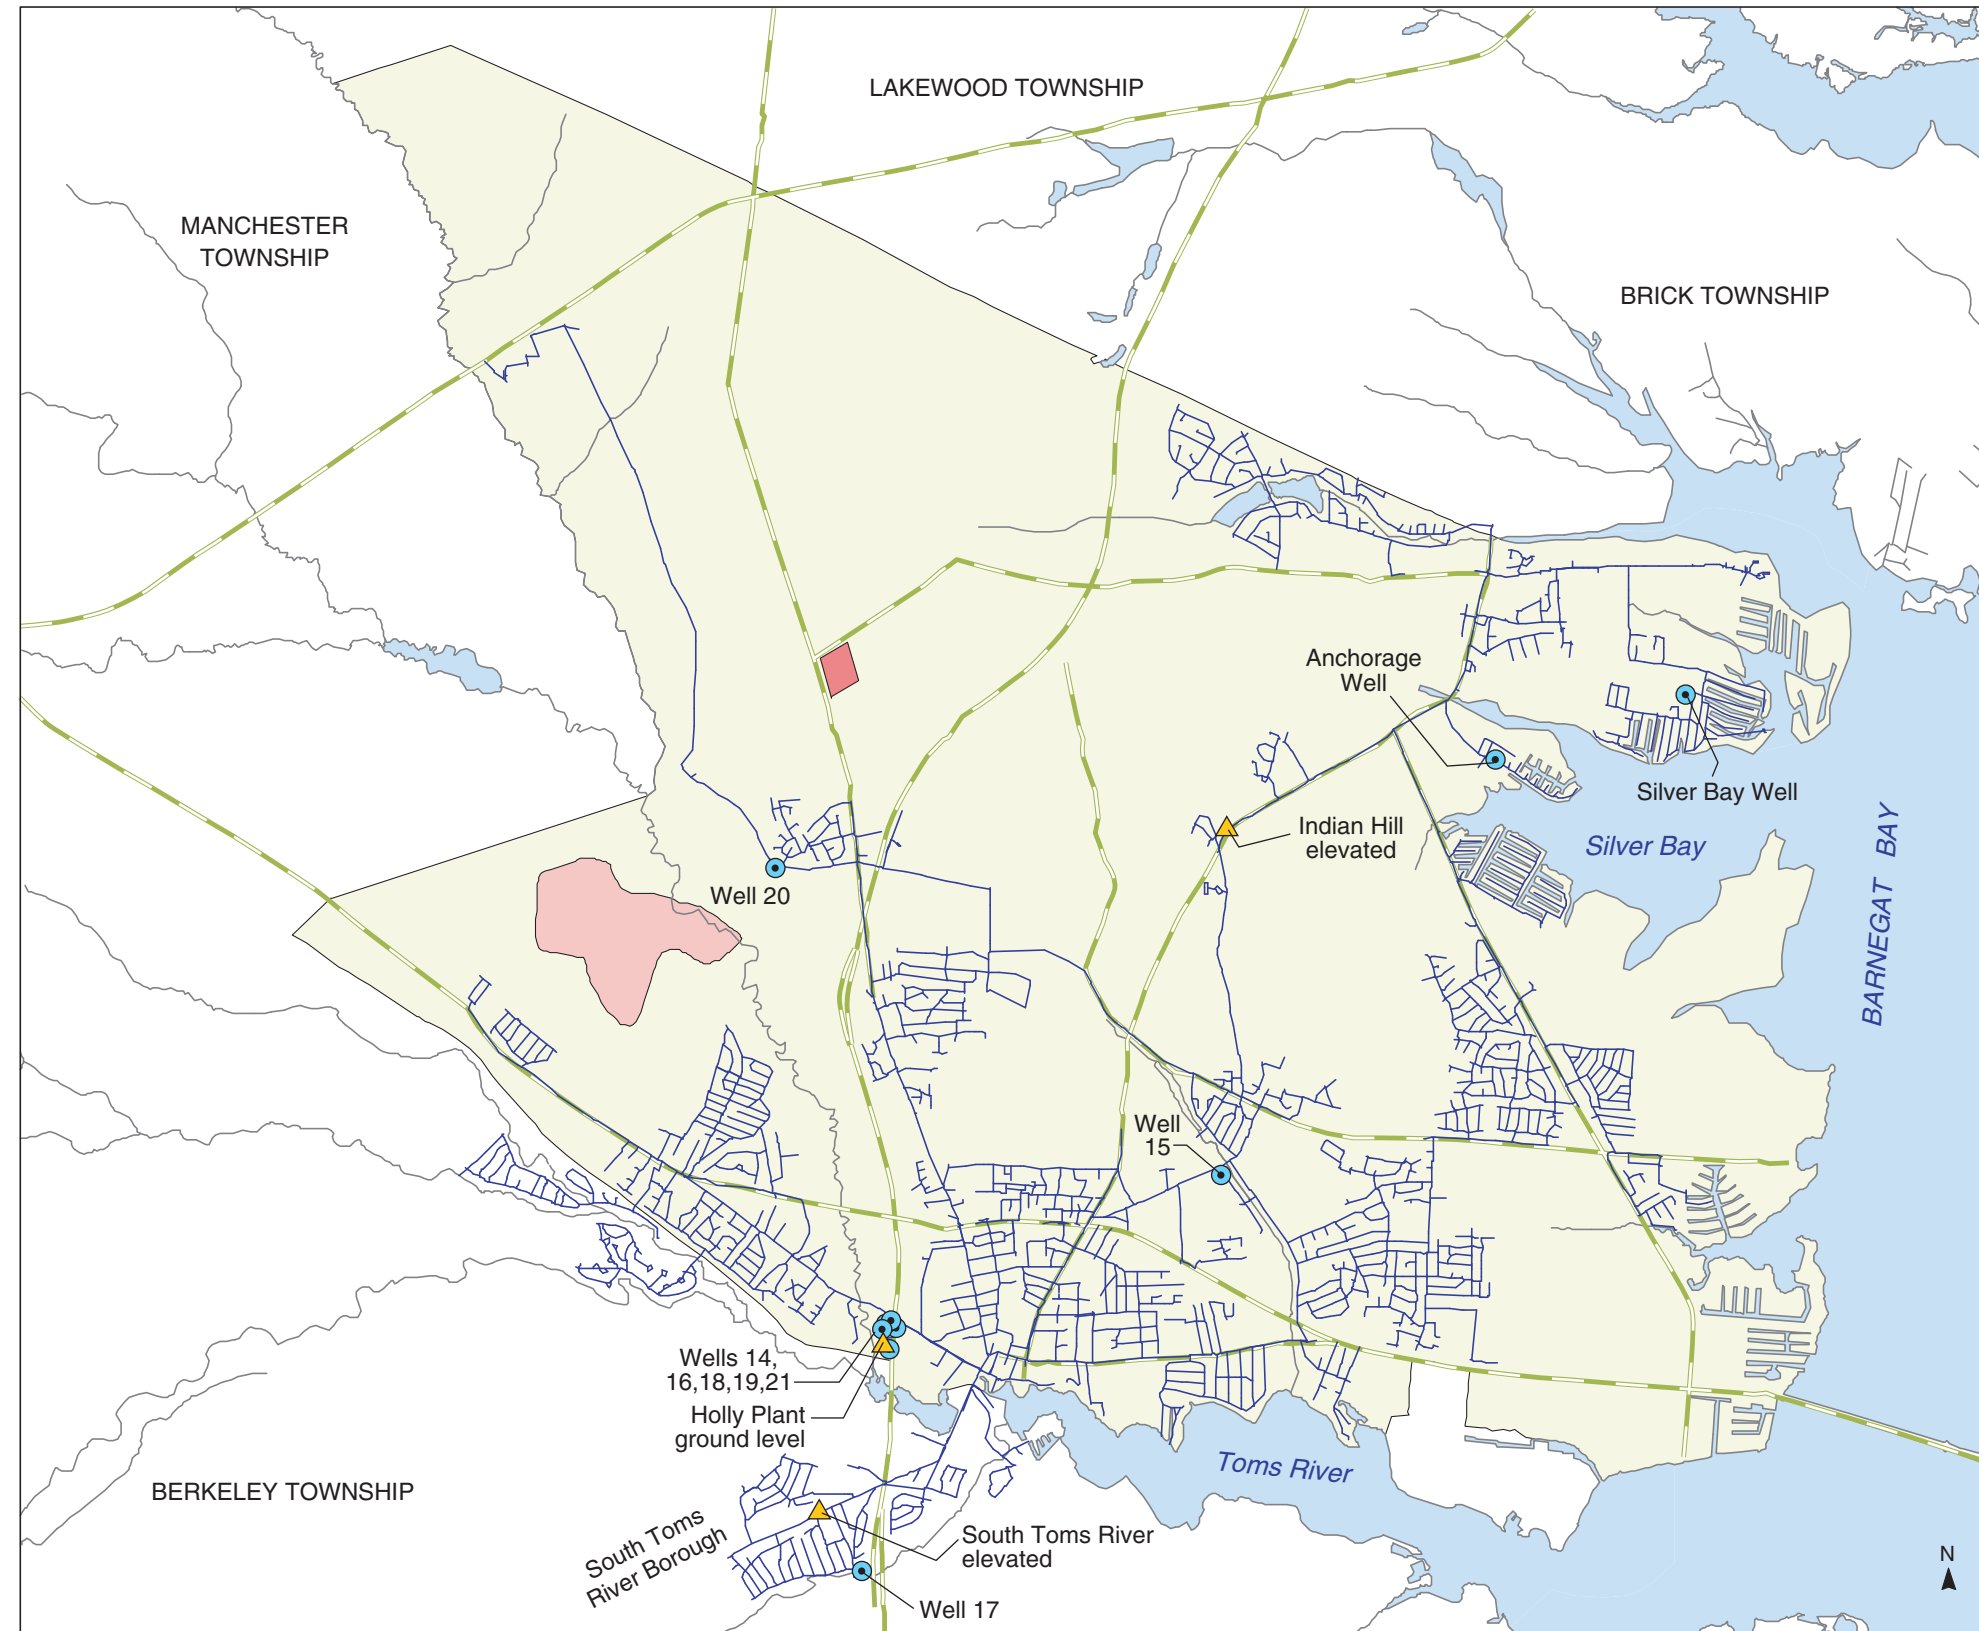 LAKEWOOD TOWNSHIP
MANCHESTER
TOWNSHIP
BRICK TOWNSHIP
Anchorage
Well
Silver Bay Well
Indian Hill
elevated
Silver Bay
BARNEGAT BAY
Well 20
Well
15
Wells 14,
16,18,19,21
Holly Plant
ground level
Toms River
BERKELEY TOWNSHIP
South Toms
River Borough
South Toms River
elevated
Well 17
N